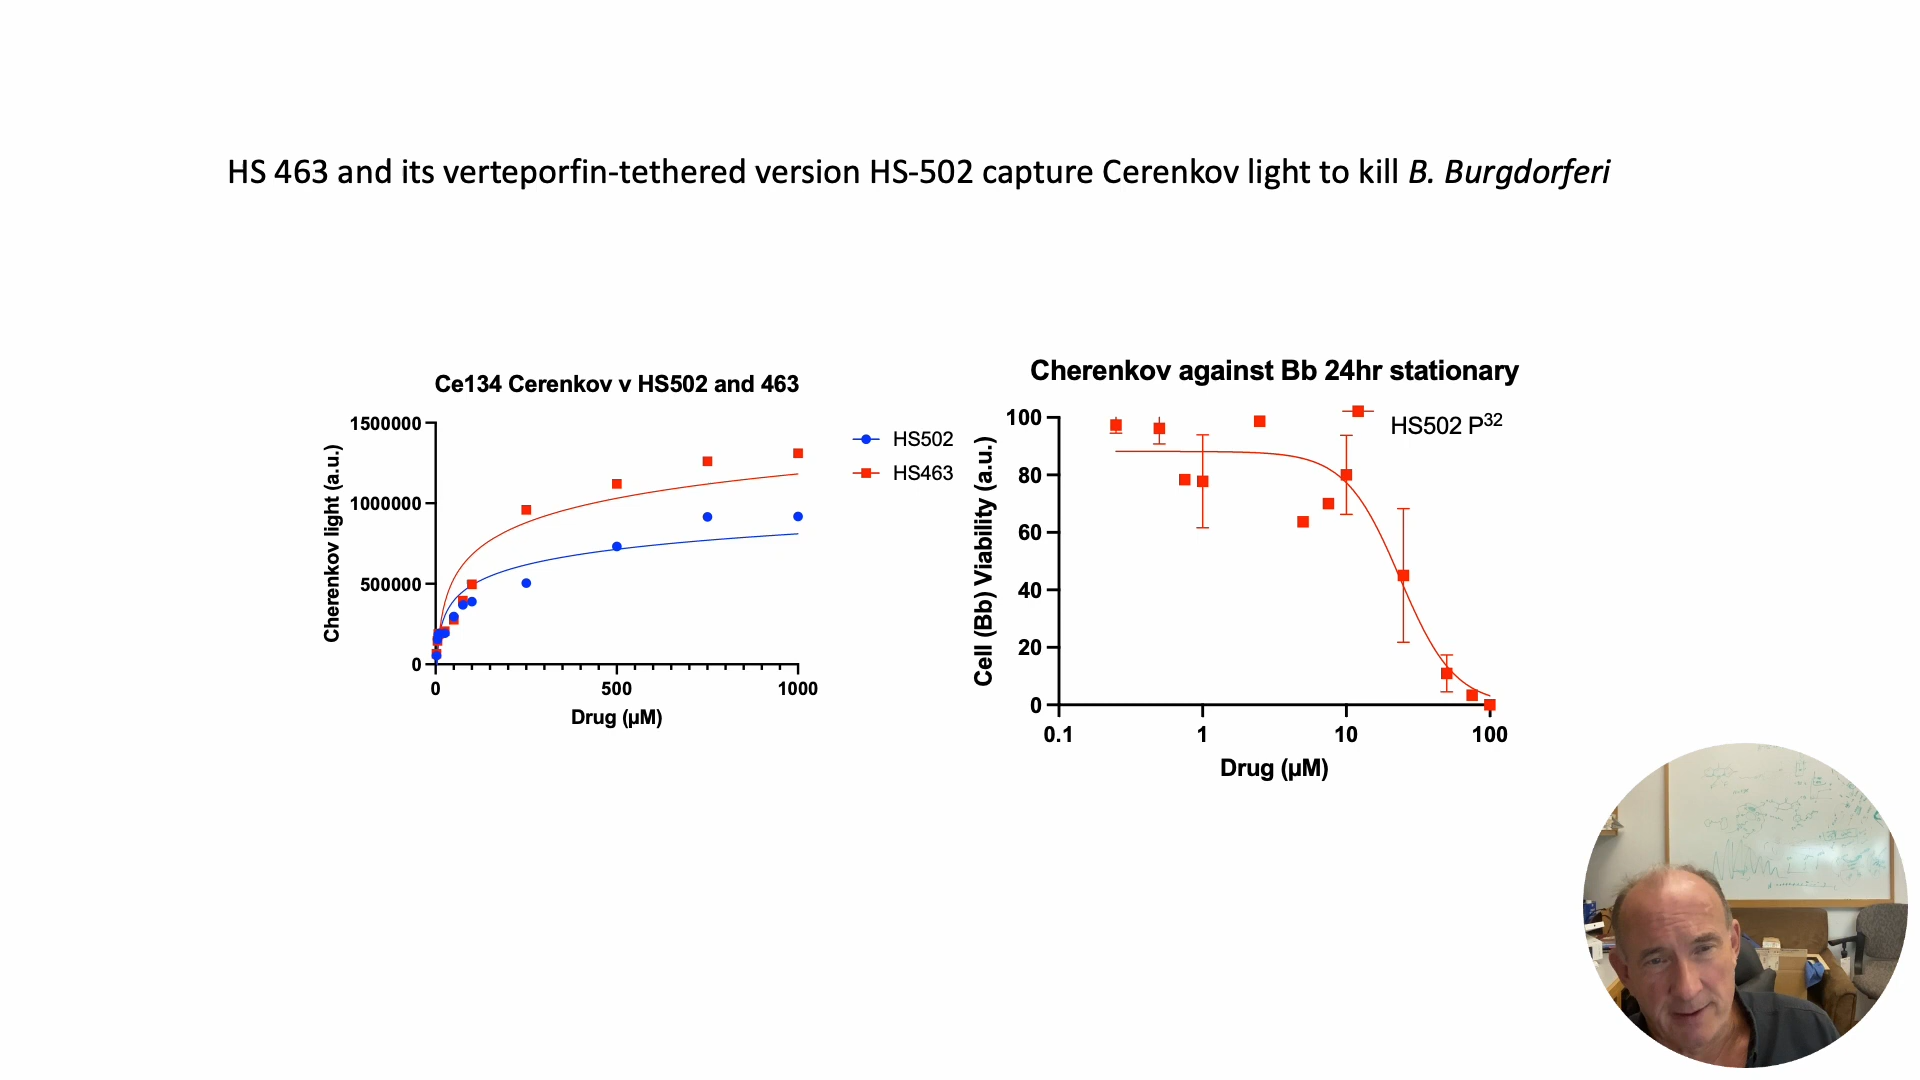 HS 463 and its verteporfin-tethered version HS-502 capture Cerenkov light to kill B. Burgdorferi
Ce134 Cerenkov v HS502 and 463
Cherenkov light (a.u.)
1500000
1000000
500000
0
0
500
1000
Drug (µM)
HS502
HS463
Cherenkov against Bb 24hr stationary
Cell (Bb) Viability (a.u.)
100
80
60
40
20
0
0.1
1
10
100
Drug (µM)
HS502 P³²